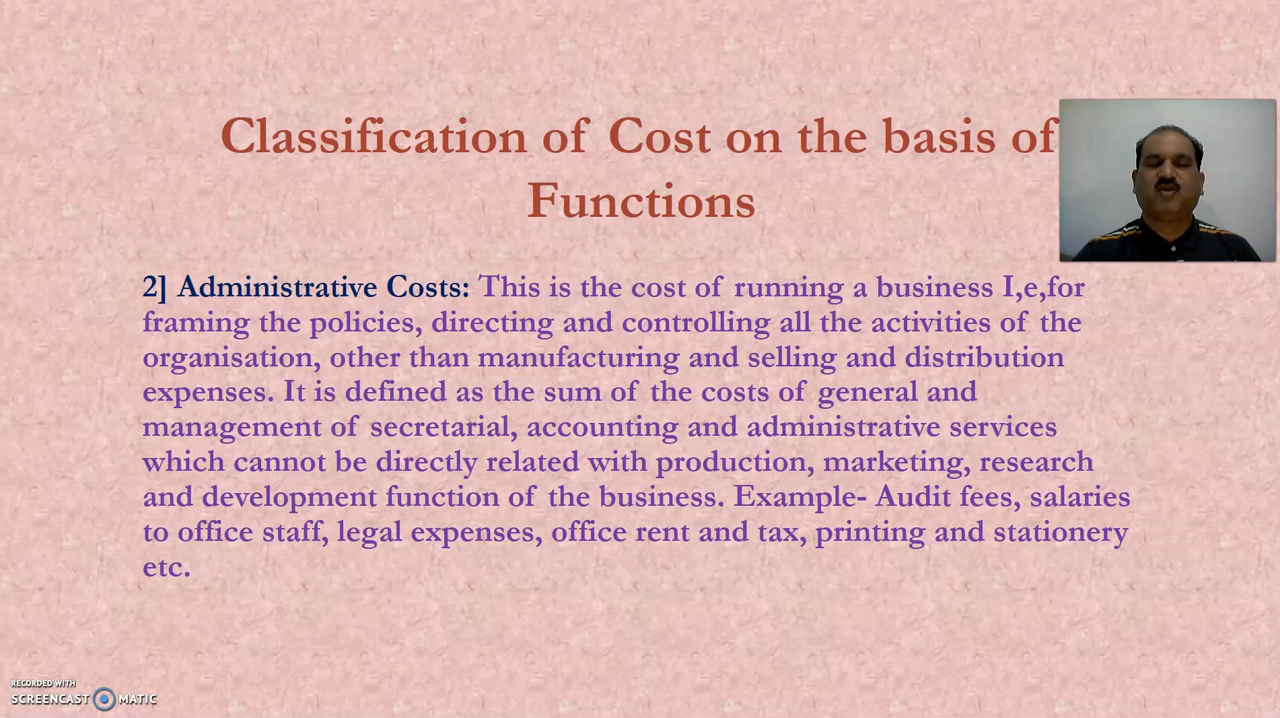 Classification of Cost on the basis of
Functions
2] Administrative Costs: This is the cost of running a business I,e,for
framing the policies, directing and controlling all the activities of the
organisation, other than manufacturing and selling and distribution
expenses. It is defined as the sum of the costs of general and
management of secretarial, accounting and administrative services
which cannot be directly related with production, marketing, research
and development function of the business. Example- Audit fees, salaries
to office staff, legal expenses, office rent and tax, printing and stationery
etc.
RECORDED WITH
SCREENCAST MATIC